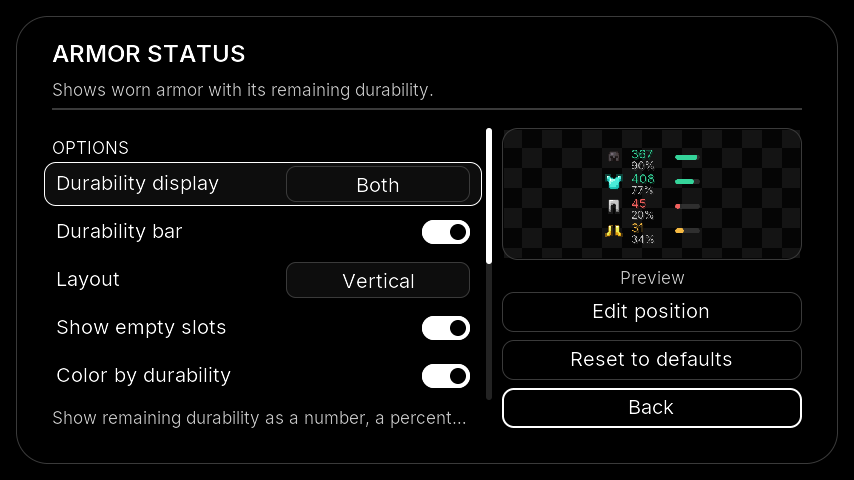 ARMOR STATUS
Shows worn armor with its remaining durability.
OPTIONS
Durability display
Both
Durability bar
Layout
Vertical
Show empty slots
Color by durability
Show remaining durability as a number, a percent...
367
90%
408
77%
45
20%
31
34%
Preview
Edit position
Reset to defaults
Back